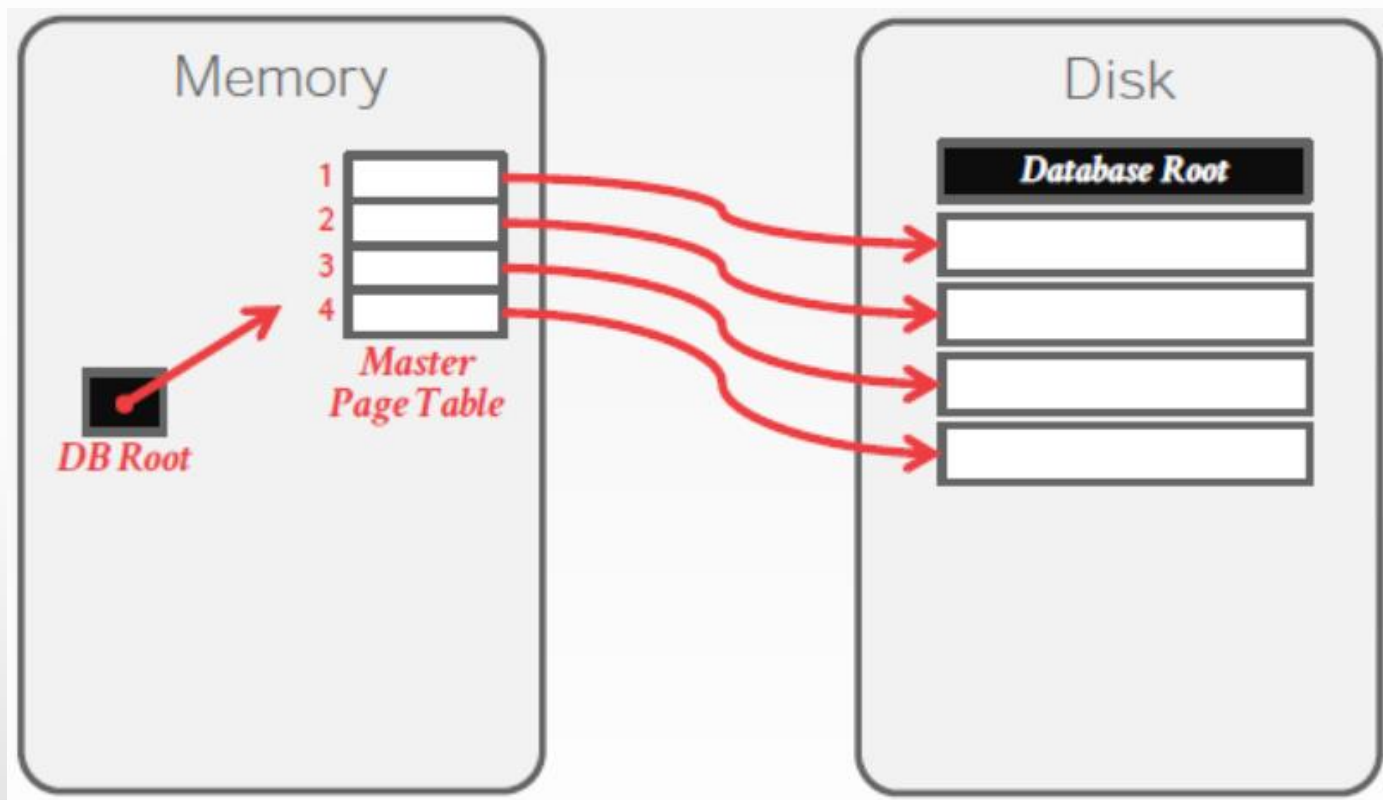 Memory
1
2
3
4
Master
Page Table
DB Root
Disk
Database Root